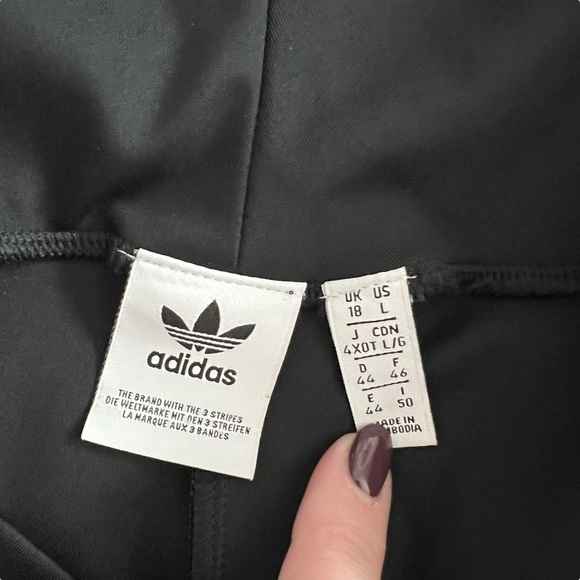 adidas
THE BRAND WITH THE 3 STRIPES
DIE WELTMARKE MIT DEN 3 STREIFEN
LA MARQUE AUX 3 BANDES
UK US
18 L
J CDN
4XOT L/G
D F
44 46
E I
44 50
MADE IN